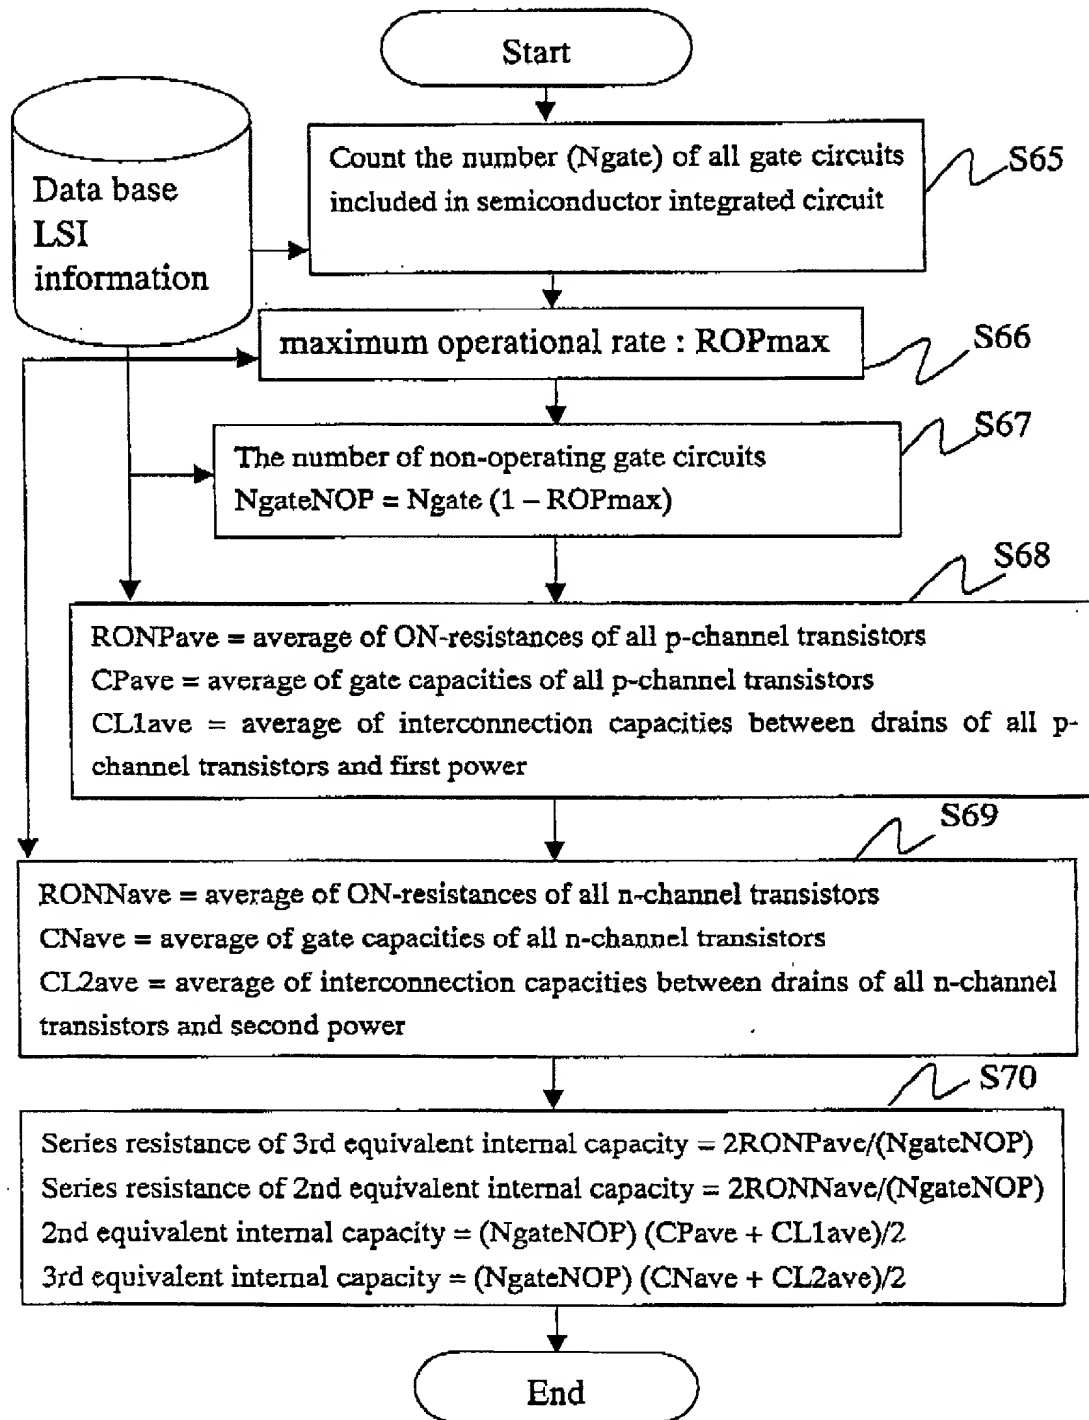 Start
Data base
LSI
information
Count the number (Ngate) of all gate circuits
included in semiconductor integrated circuit
S65
maximum operational rate : ROPmax
S66
The number of non-operating gate circuits
NgateNOP = Ngate (1 – ROPmax)
S67
S68
RONPave = average of ON-resistances of all p-channel transistors
CPave = average of gate capacities of all p-channel transistors
CL1ave = average of interconnection capacities between drains of all p-
channel transistors and first power
S69
RONNave = average of ON-resistances of all n-channel transistors
CNave = average of gate capacities of all n-channel transistors
CL2ave = average of interconnection capacities between drains of all n-channel
transistors and second power
S70
Series resistance of 3rd equivalent internal capacity = 2RONPave/(NgateNOP)
Series resistance of 2nd equivalent internal capacity = 2RONNave/(NgateNOP)
2nd equivalent internal capacity = (NgateNOP) (CPave + CL1ave)/2
3rd equivalent internal capacity = (NgateNOP) (CNave + CL2ave)/2
End